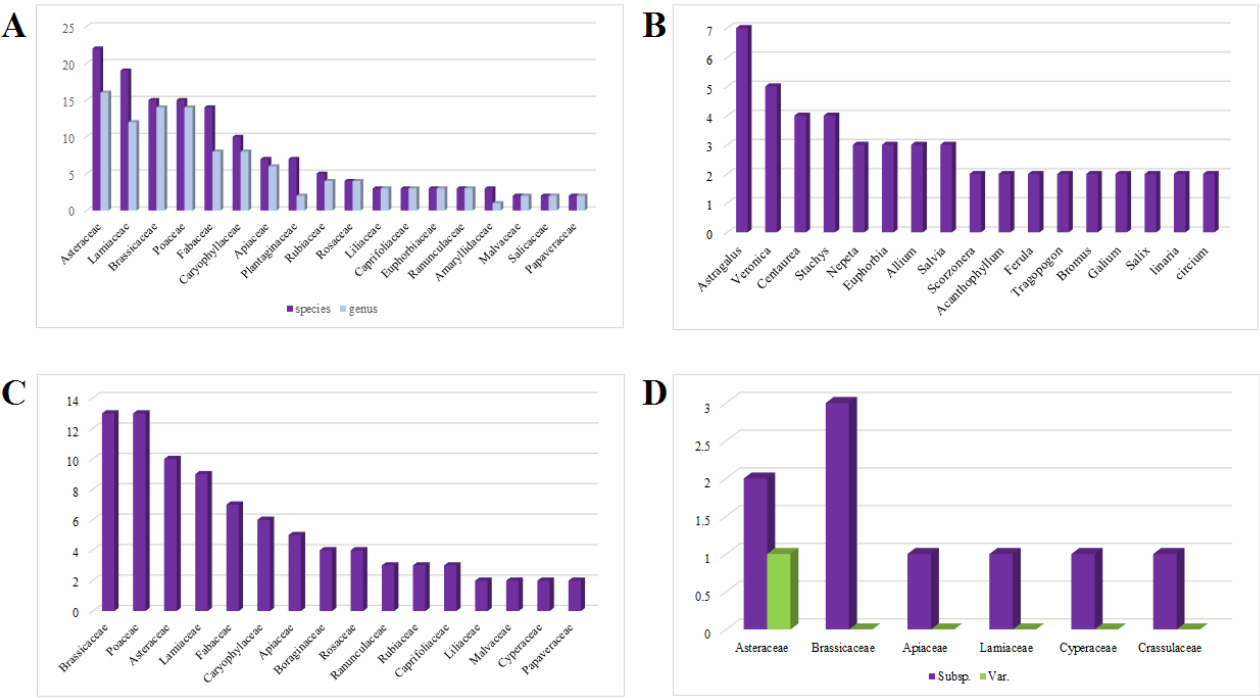 A
25
20
15
10
5
0
Asteraceae
Lamiaceae
Brassicaceae
Poaceae
Fabaceae
Caryophyllaceae
Apiaceae
Plantaginaceae
Rubiaceae
Rosaceae
Liliaceae
Caprifoliaceae
Euphorbiaceae
Ranunculaceae
Amaryllidaceae
Malvaceae
Salicaceae
Papaveraceae
species genus
B
7
6
5
4
3
2
1
0
Astragalus
Veronica
Centaurea
Stachys
Nepeta
Euphorbia
Allium
Salvia
Scorzonera
Acanthophyllum
Ferula
Tragopogon
Bromus
Galium
Salix
linaria
circium
C
14
12
10
8
6
4
2
0
Brassicaceae
Poaceae
Asteraceae
Lamiaceae
Fabaceae
Caryophylaceae
Apiaceae
Boraginaceae
Rosaceae
Ranunculaceae
Rubiaceae
Caprifoliaceae
Liliaceae
Malvaceae
Cyperaceae
Papaveraceae
D
3
2.5
2
1.5
1
0.5
0
Asteraceae Brassicaceae Apiaceae Lamiaceae Cyperaceae Crassulaceae
Subsp. Var.